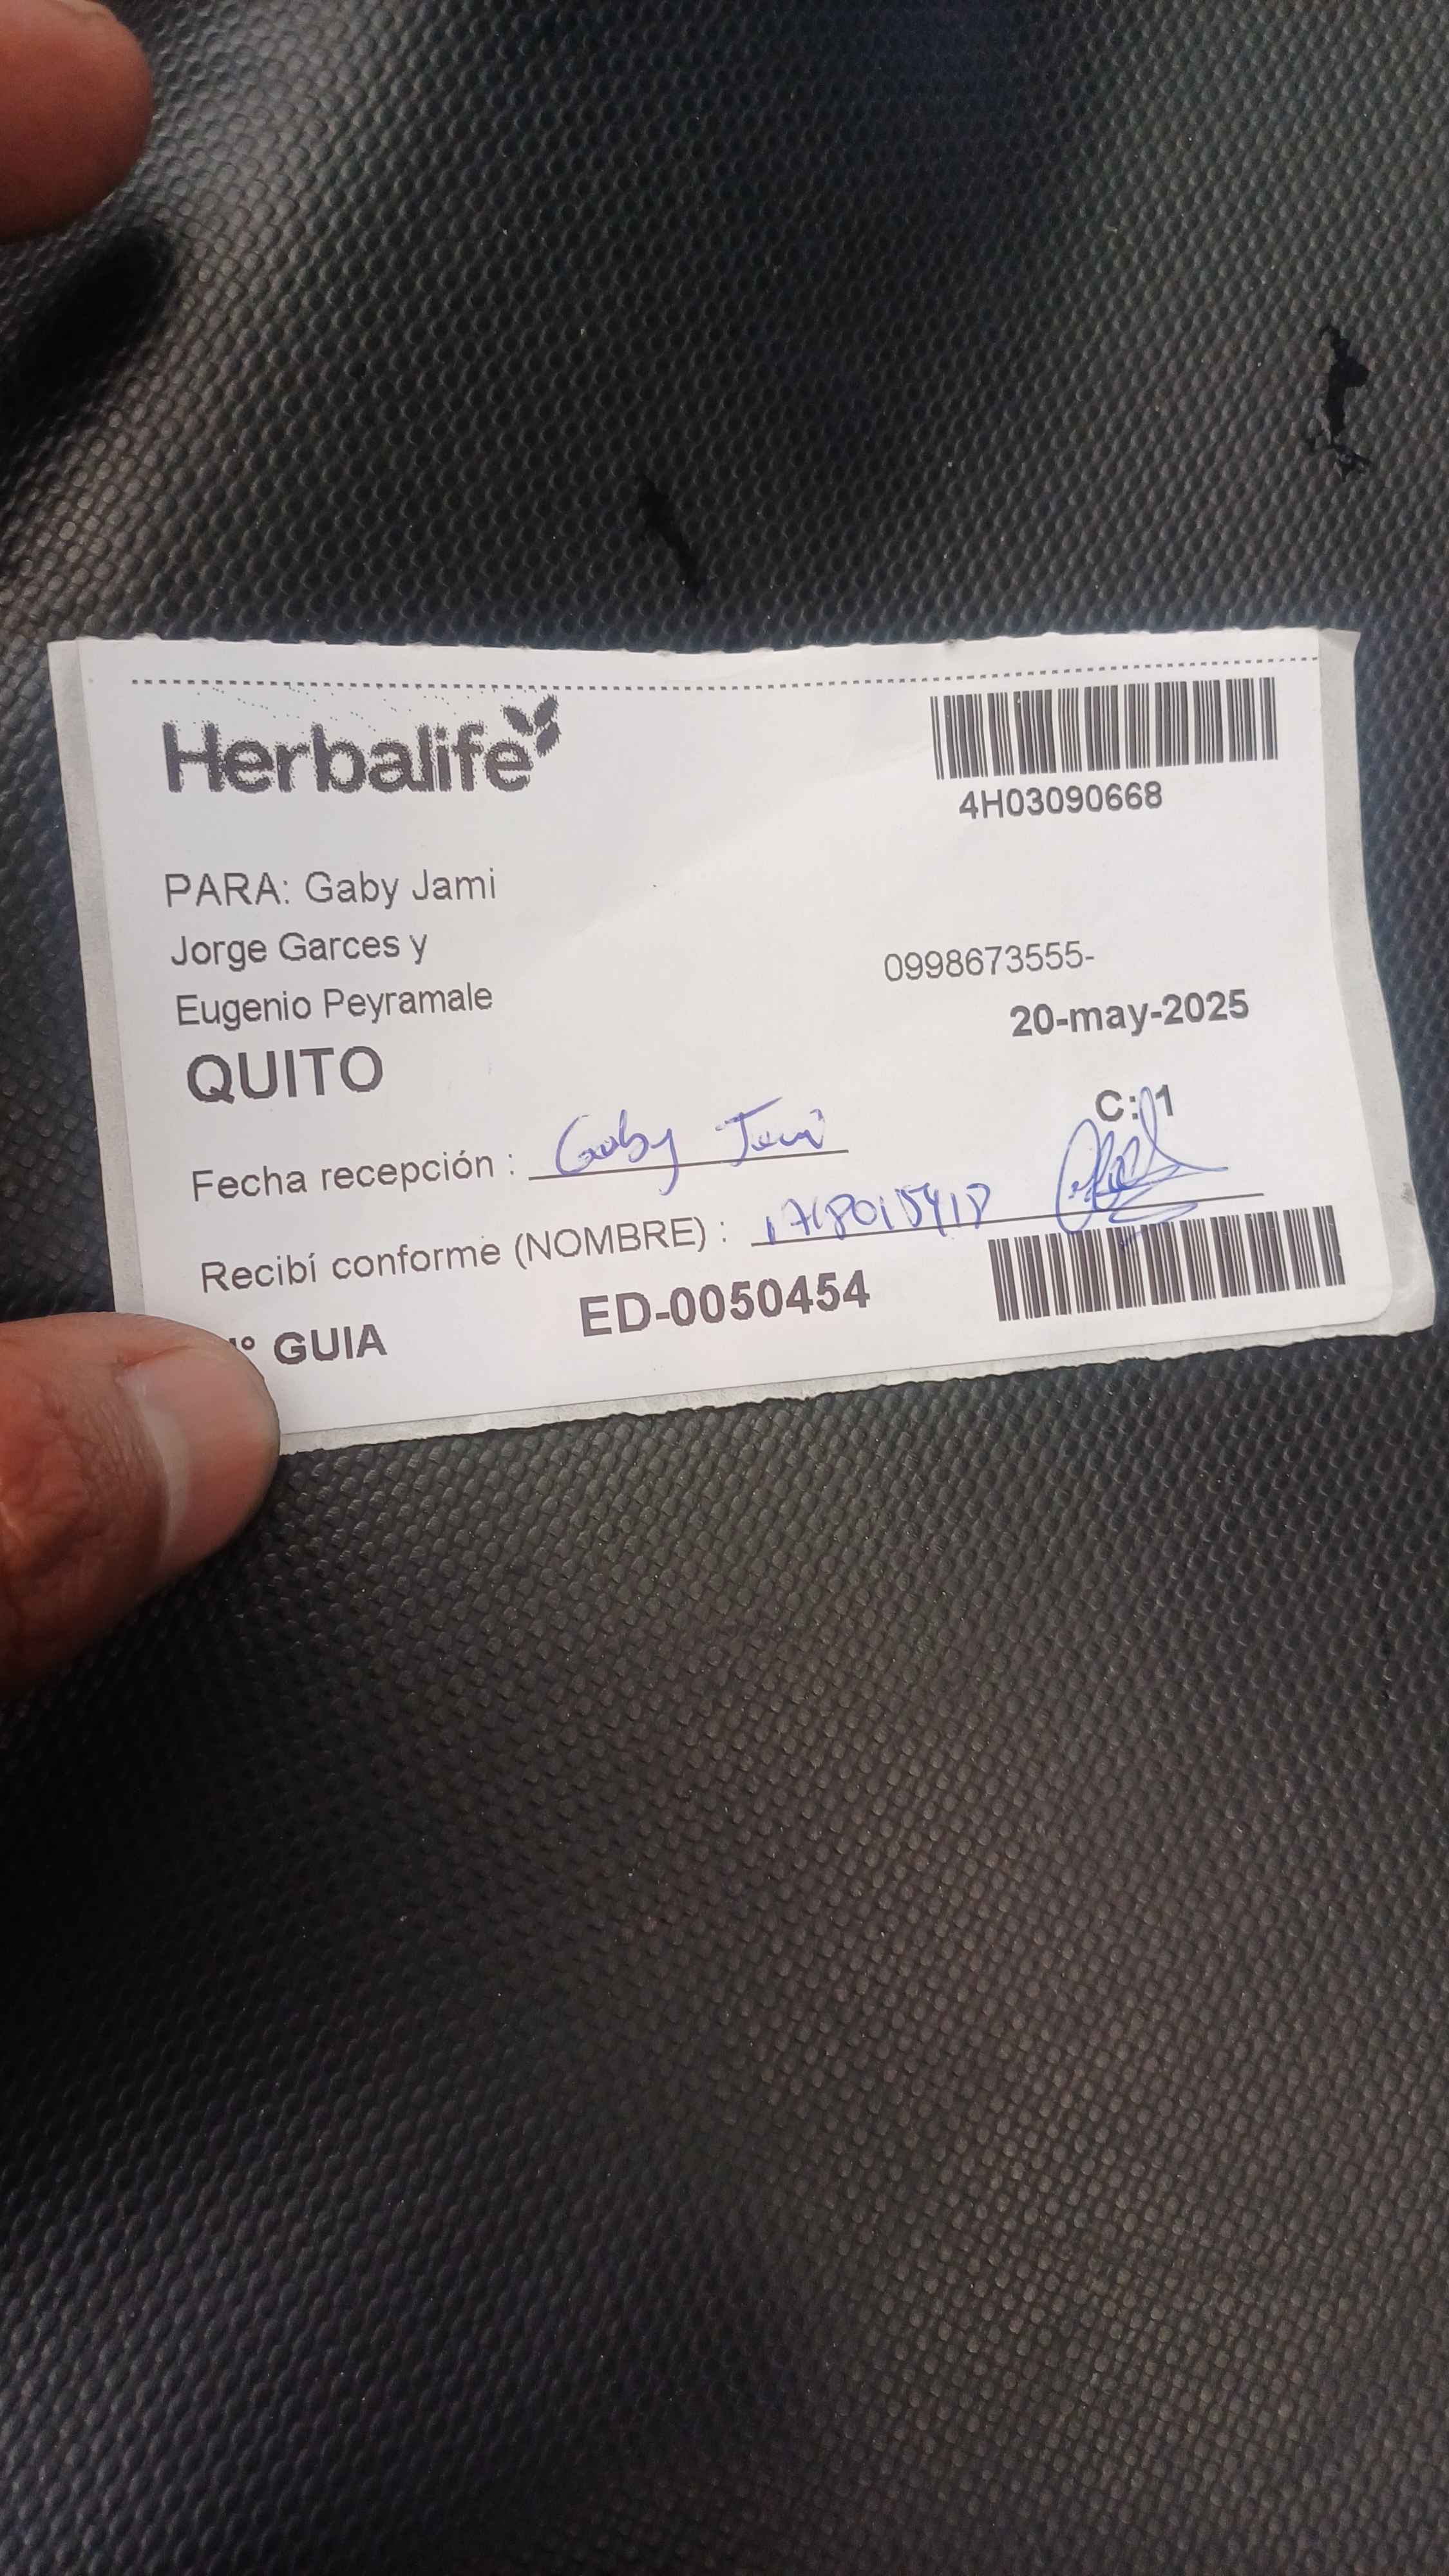 Herbalife
4H03090668
PARA: Gaby Jami
Jorge Garces y
0998673555-
Eugenio Peyramale
20-may-2025
QUITO
C: 1
Fecha recepción : Gaby Jami
Recibí conforme (NOMBRE) :
º GUIA ED-0050454